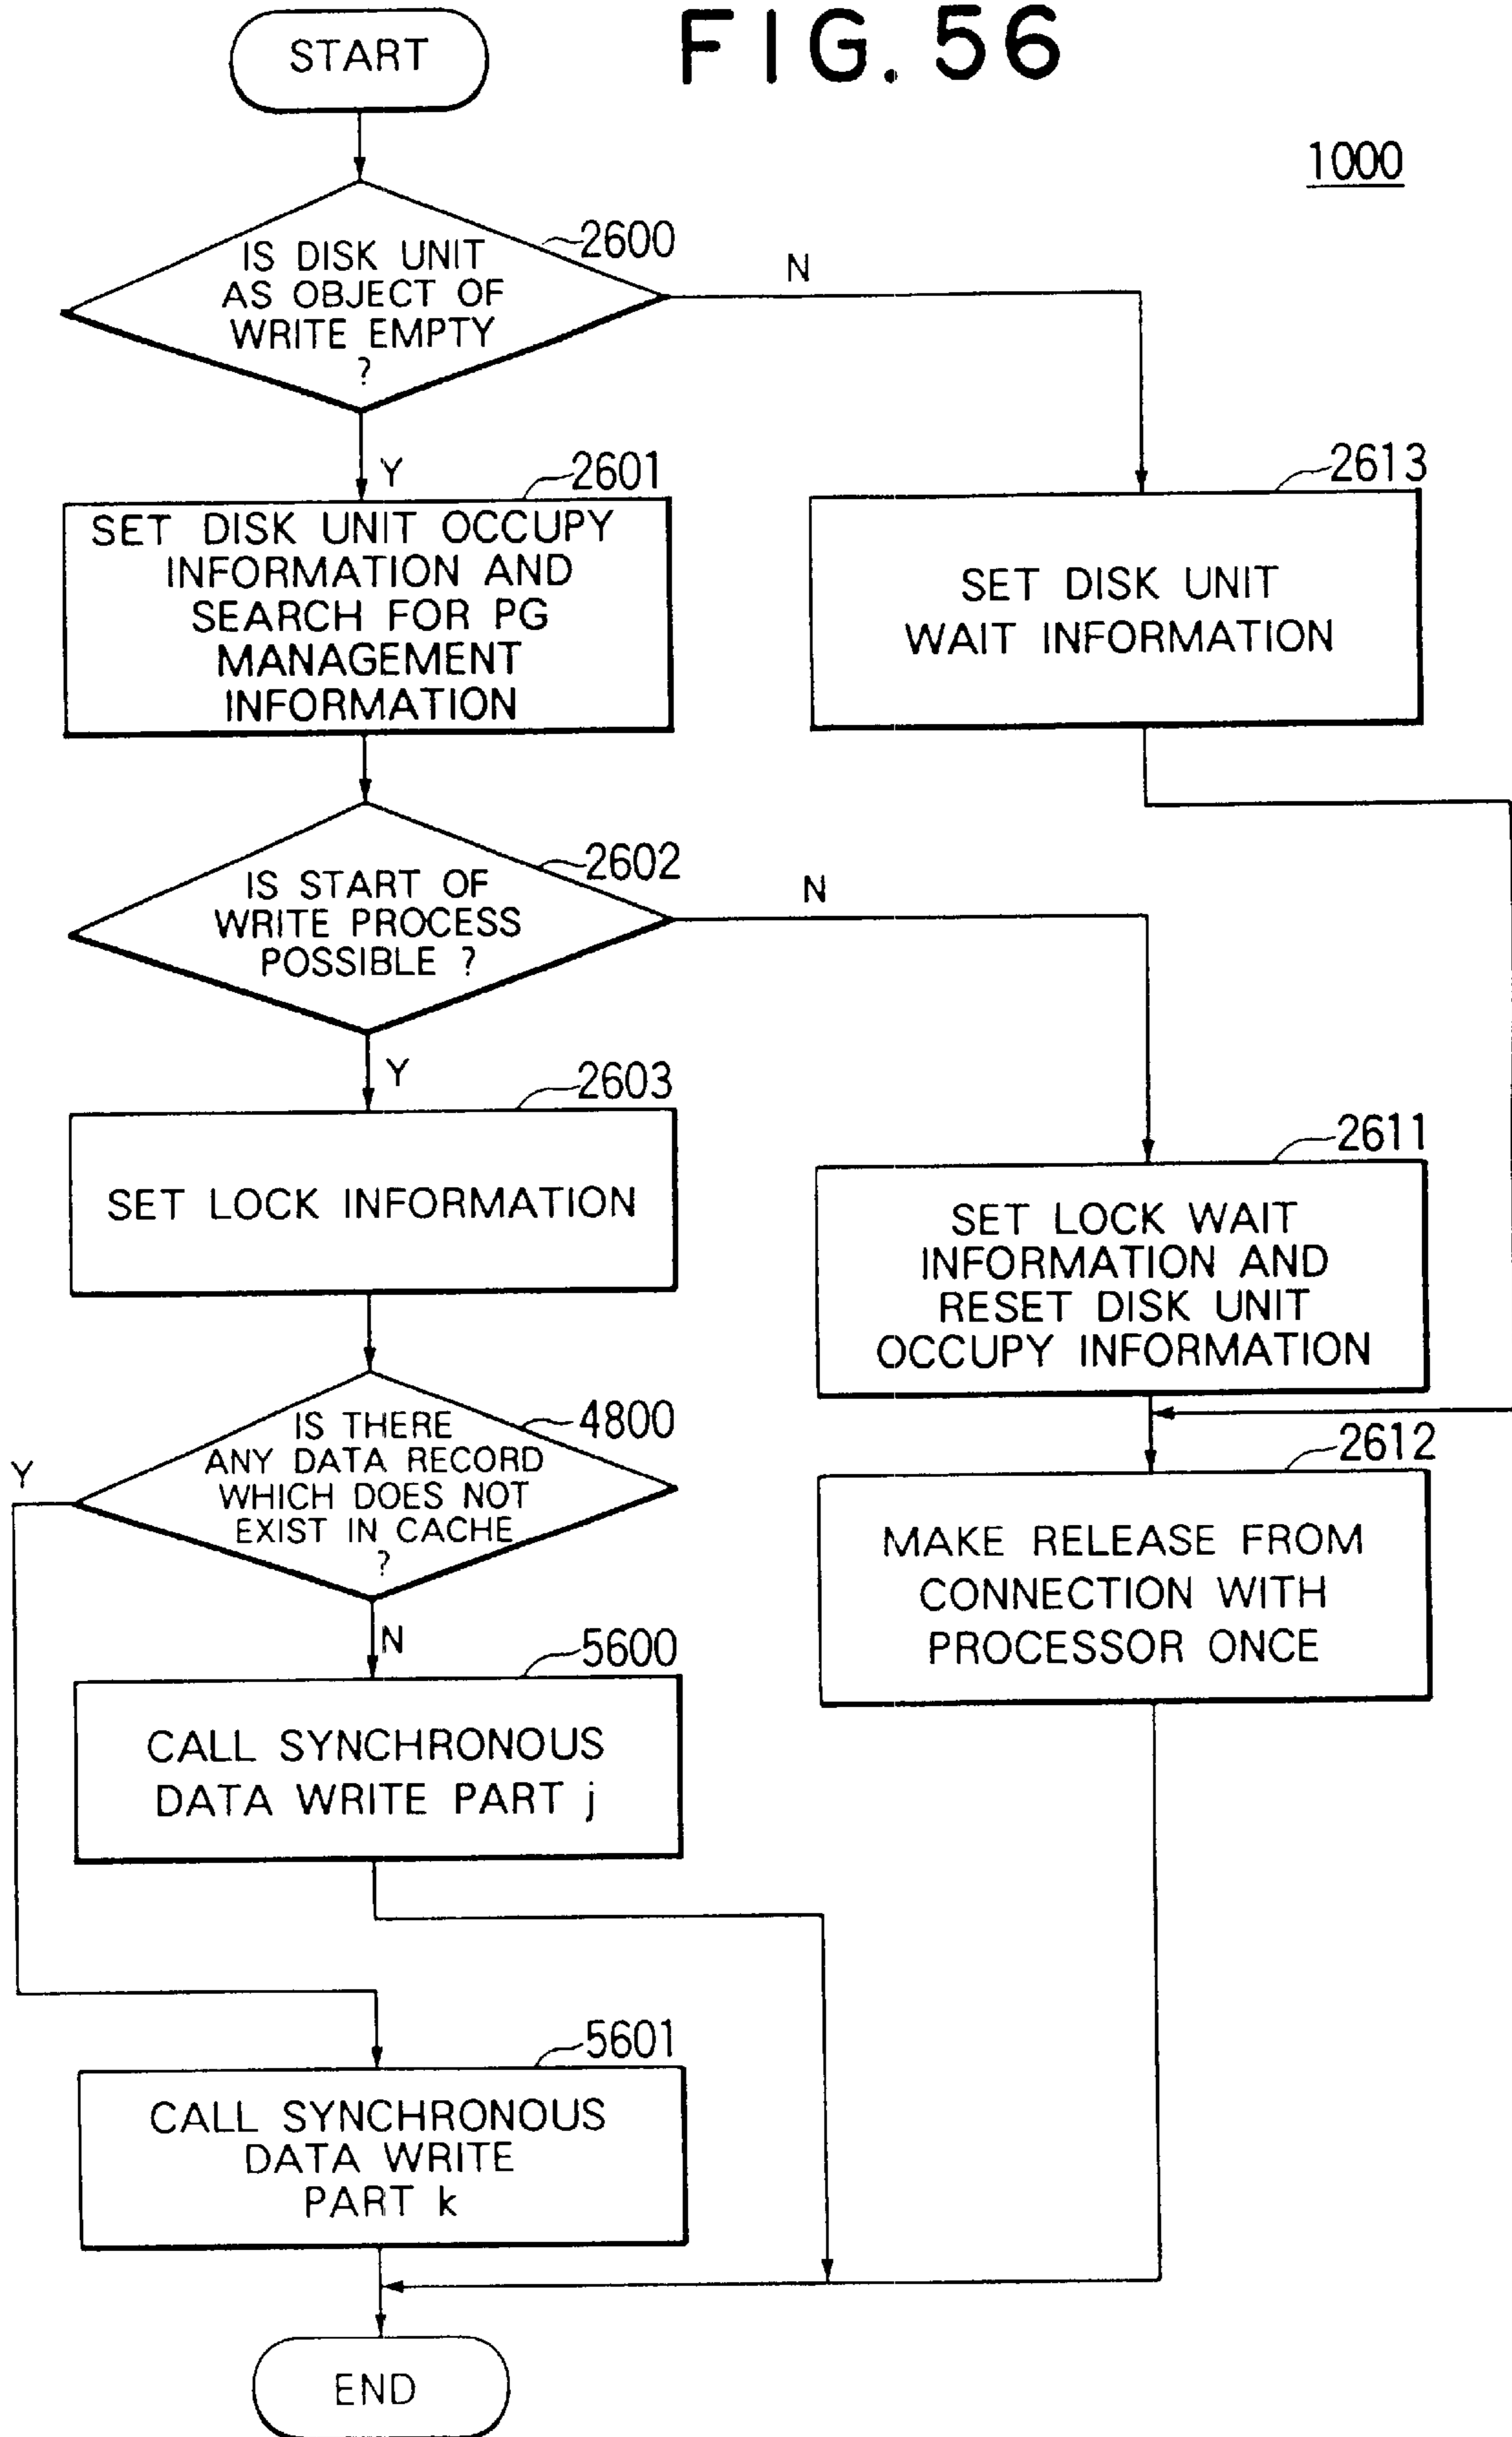 FIG. 56
START
1000
2600
IS DISK UNIT
AS OBJECT OF
WRITE EMPTY
?
N
Y
2601
SET DISK UNIT OCCUPY
INFORMATION AND
SEARCH FOR PG
MANAGEMENT
INFORMATION
2613
SET DISK UNIT
WAIT INFORMATION
2602
IS START OF
WRITE PROCESS
POSSIBLE ?
N
Y
2603
SET LOCK INFORMATION
2611
SET LOCK WAIT
INFORMATION AND
RESET DISK UNIT
OCCUPY INFORMATION
4800
IS THERE
ANY DATA RECORD
WHICH DOES NOT
EXIST IN CACHE
?
Y
N
2612
MAKE RELEASE FROM
CONNECTION WITH
PROCESSOR ONCE
5600
CALL SYNCHRONOUS
DATA WRITE PART j
5601
CALL SYNCHRONOUS
DATA WRITE
PART k
END